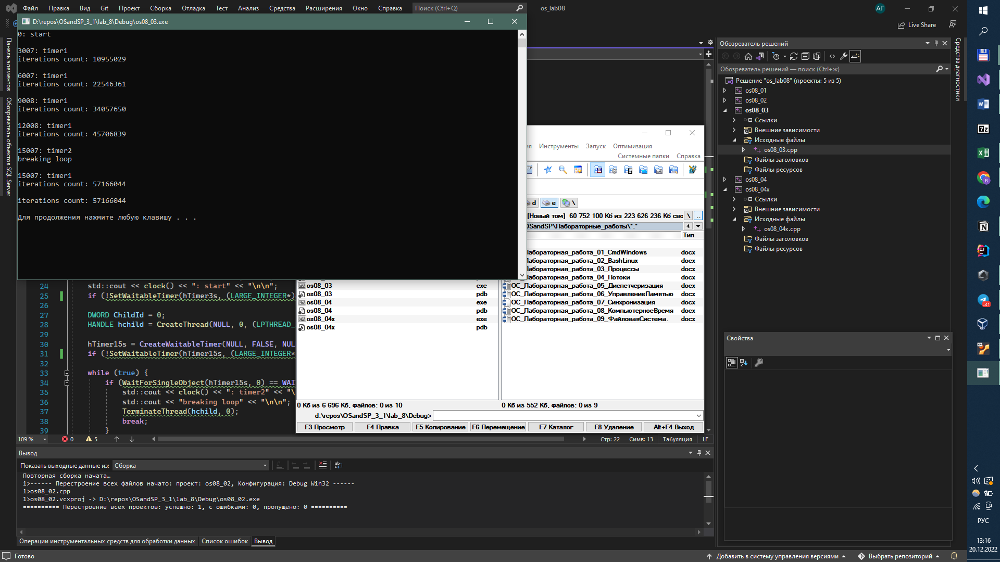 Файл Правка Вид Git Проект Сборка Отладка Тест Анализ Средства Расширения Окно Справка Поиск (Ctrl+Q) os_lab08 АГ
Live Share
D:\repos\OSandSP_3_1\lab_8\Debug\os08_03.exe
0: start
3007: timer1
iterations count: 10955029
6007: timer1
iterations count: 22546361
9008: timer1
iterations count: 34057650
12008: timer1
iterations count: 45706839
15007: timer2
breaking loop
15007: timer1
iterations count: 57166044
iterations count: 57166044
Для продолжения нажмите любую клавишу . . .
Панель элементов
Обозреватель объектов SQL Server
24 std::cout << clock() << ": start" << "\n\n";
25 if (!SetWaitableTimer(hTimer3s, (LARGE_INTEGER*)
26
27 DWORD ChildId = 0;
28 HANDLE hchild = CreateThread(NULL, 0, (LPTHREAD_
29
30 hTimer15s = CreateWaitableTimer(NULL, FALSE, NUL
31 if (!SetWaitableTimer(hTimer15s, (LARGE_INTEGER*
32
33 while (true) {
34 if (WaitForSingleObject(hTimer15s, 0) == WAI
35 std::cout << clock() << ": timer2" << "\
36 std::cout << "breaking loop" << "\n\n";
37 TerminateThread(hchild, 0);
38 break;
39 }
109 % 0 5 Стр: 22 Симв: 13 Табуляция LF
Инструменты Запуск Оптимизация
Системные папки Справка
d e \
[Новый том] 60 752 100 Кб из 223 626 236 Кб сво \ ..
OSandSP\Лабораторные_работы\*.* *
Тип
Лабораторная_работа_01_CmdWindows docx
Лабораторная_работа_02_BashLinux docx
Лабораторная_работа_03_Процессы docx
Лабораторная_работа_04_Потоки docx
ОС_Лабораторная_работа_05_Диспетчеризация docx
ОС_Лабораторная_работа_06_УправлениеПамятью docx
ОС_Лабораторная_работа_07_Синхронизация docx
ОС_Лабораторная_работа_08_КомпьютерноеВремя docx
ОС_Лабораторная_работа_09_ФайловаяСистема. docx
os08_03 exe
os08_03 pdb
os08_04 exe
os08_04 pdb
os08_04x exe
os08_04x pdb
0 Кб из 6 696 Кб, файлов: 0 из 10
0 Кб из 552 Кб, файлов: 0 из 9
d:\repos\OSandSP_3_1\lab_8\Debug>
F3 Просмотр F4 Правка F5 Копирование F6 Перемещение F7 Каталог F8 Удаление Alt+F4 Выход
Вывод
Показать выходные данные из: Сборка
Повторная сборка начата…
1>------ Перестроение всех файлов начато: проект: os08_02, Конфигурация: Debug Win32 ------
1>os08_02.cpp
1>os08_02.vcxproj -> D:\repos\OSandSP_3_1\lab_8\Debug\os08_02.exe
========== Перестроение всех проектов: успешно: 1, с ошибками: 0, пропущено: 0 ==========
Операции инструментальных средств для обработки данных Список ошибок Вывод
Готово
Добавить в систему управления версиями
Выбрать репозиторий
Обозреватель решений
Обозреватель решений — поиск (Ctrl+ж)
Решение "os_lab08" (проекты: 5 из 5)
os08_01
os08_02
os08_03
Ссылки
Внешние зависимости
Исходные файлы
os08_03.cpp
Файлы заголовков
Файлы ресурсов
os08_04
os08_04x
Ссылки
Внешние зависимости
Исходные файлы
os08_04x.cpp
Файлы заголовков
Файлы ресурсов
Средства диагностики
Свойства
РУС
13:16
20.12.2022